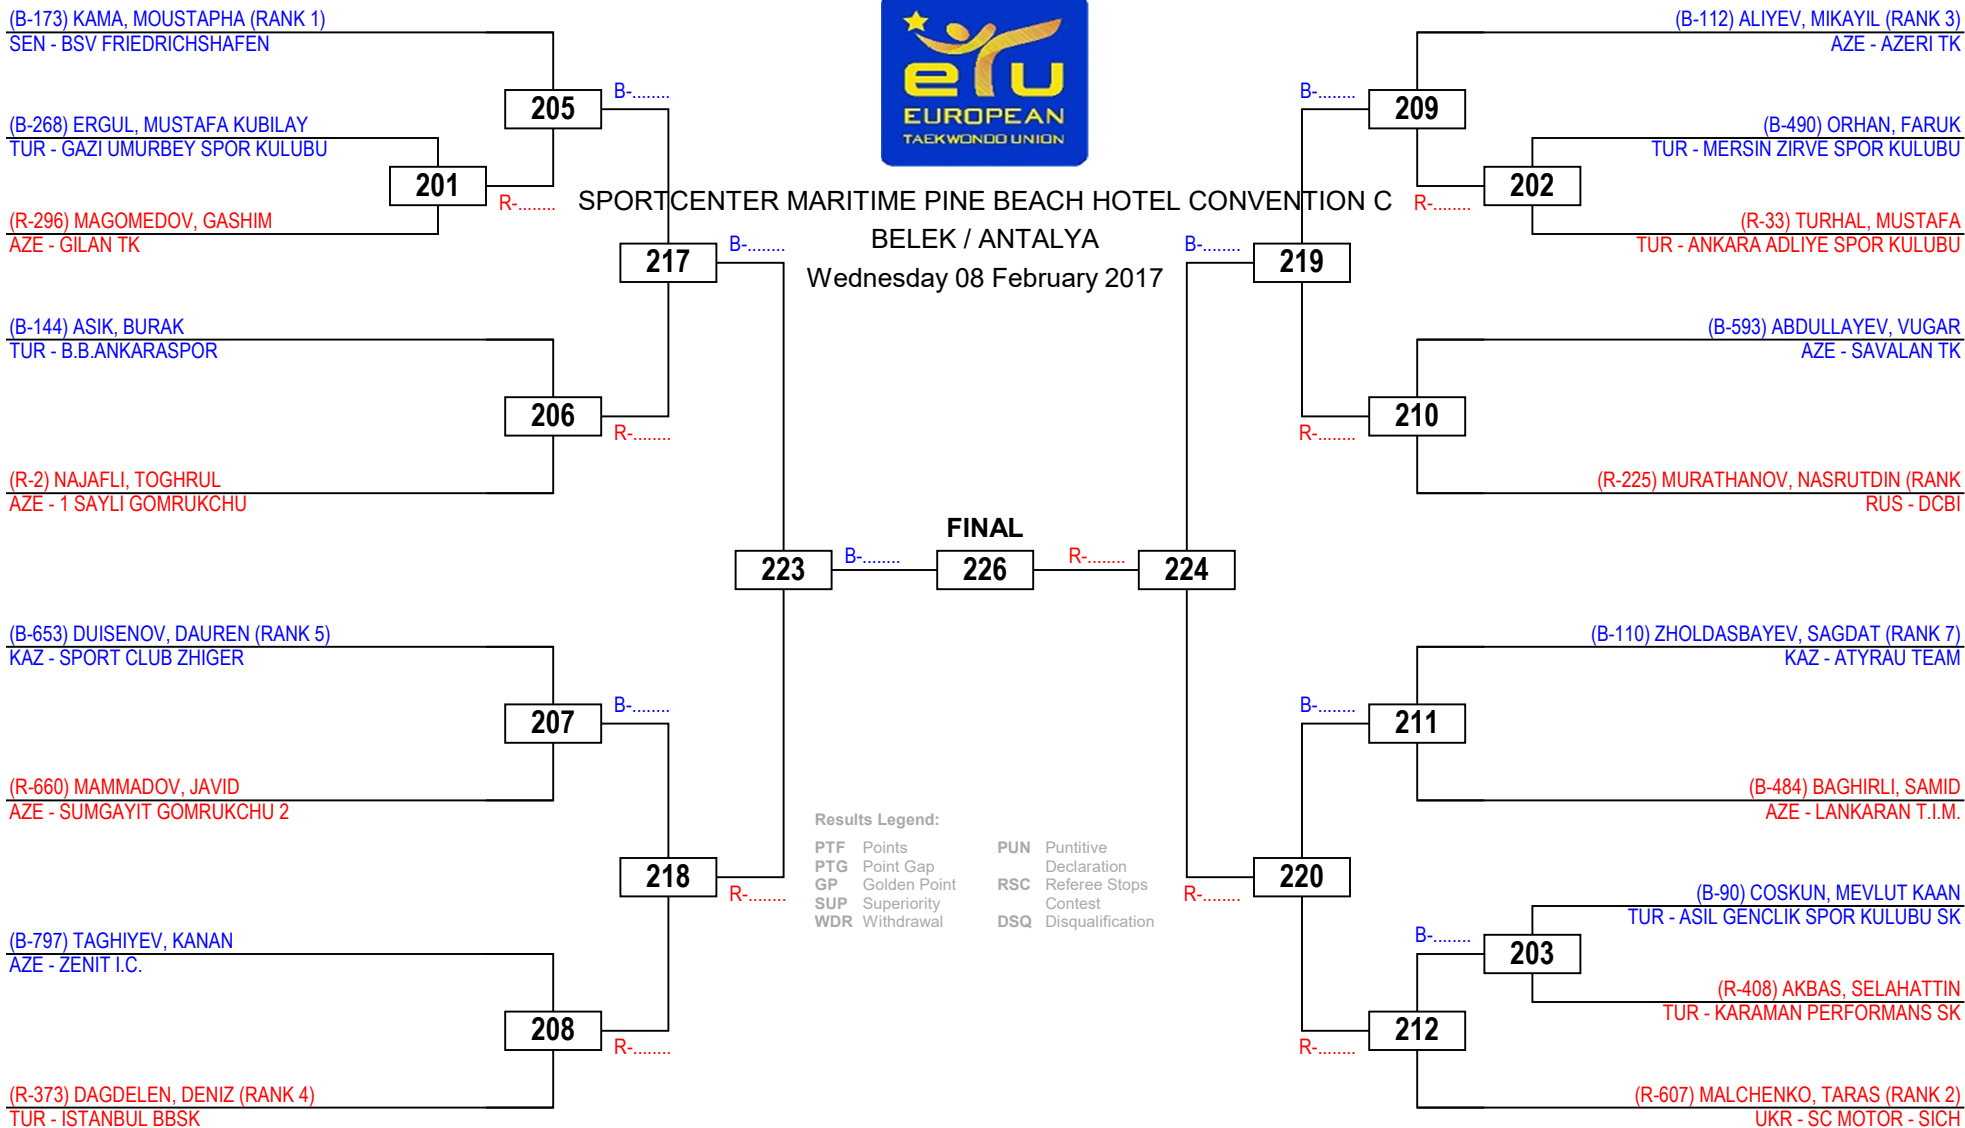 (B-173) KAMA, MOUSTAPHA (RANK 1)
SEN - BSV FRIEDRICHSHAFEN
205
B-........
(B-268) ERGUL, MUSTAFA KUBILAY
TUR - GAZI UMURBEY SPOR KULUBU
201
R-........
(R-296) MAGOMEDOV, GASHIM
AZE - GILAN TK
217
B-........
(B-144) ASIK, BURAK
TUR - B.B.ANKARASPOR
206
R-........
(R-2) NAJAFLI, TOGHRUL
AZE - 1 SAYLI GOMRUKCHU
223
B-........
(B-653) DUISENOV, DAUREN (RANK 5)
KAZ - SPORT CLUB ZHIGER
207
B-........
(R-660) MAMMADOV, JAVID
AZE - SUMGAYIT GOMRUKCHU 2
218
R-........
(B-797) TAGHIYEV, KANAN
AZE - ZENIT I.C.
208
R-........
(R-373) DAGDELEN, DENIZ (RANK 4)
TUR - ISTANBUL BBSK
eTu
EUROPEAN
TAEKWONDO UNION
SPORTCENTER MARITIME PINE BEACH HOTEL CONVENTION C
BELEK / ANTALYA
Wednesday 08 February 2017
FINAL
226
Results Legend:
PTF Points
PTG Point Gap
GP Golden Point
SUP Superiority
WDR Withdrawal
PUN Puntitive
Declaration
RSC Referee Stops
Contest
DSQ Disqualification
(B-112) ALIYEV, MIKAYIL (RANK 3)
AZE - AZERI TK
B-........
209
(B-490) ORHAN, FARUK
TUR - MERSIN ZIRVE SPOR KULUBU
R-........
202
(R-33) TURHAL, MUSTAFA
TUR - ANKARA ADLIYE SPOR KULUBU
B-........
219
(B-593) ABDULLAYEV, VUGAR
AZE - SAVALAN TK
210
R-........
(R-225) MURATHANOV, NASRUTDIN (RANK
RUS - DCBI
R-........
224
(B-110) ZHOLDASBAYEV, SAGDAT (RANK 7)
KAZ - ATYRAU TEAM
B-........
211
(B-484) BAGHIRLI, SAMID
AZE - LANKARAN T.I.M.
220
R-........
(B-90) COSKUN, MEVLUT KAAN
TUR - ASIL GENCLIK SPOR KULUBU SK
B-........
203
(R-408) AKBAS, SELAHATTIN
TUR - KARAMAN PERFORMANS SK
212
R-........
(R-607) MALCHENKO, TARAS (RANK 2)
UKR - SC MOTOR - SICH